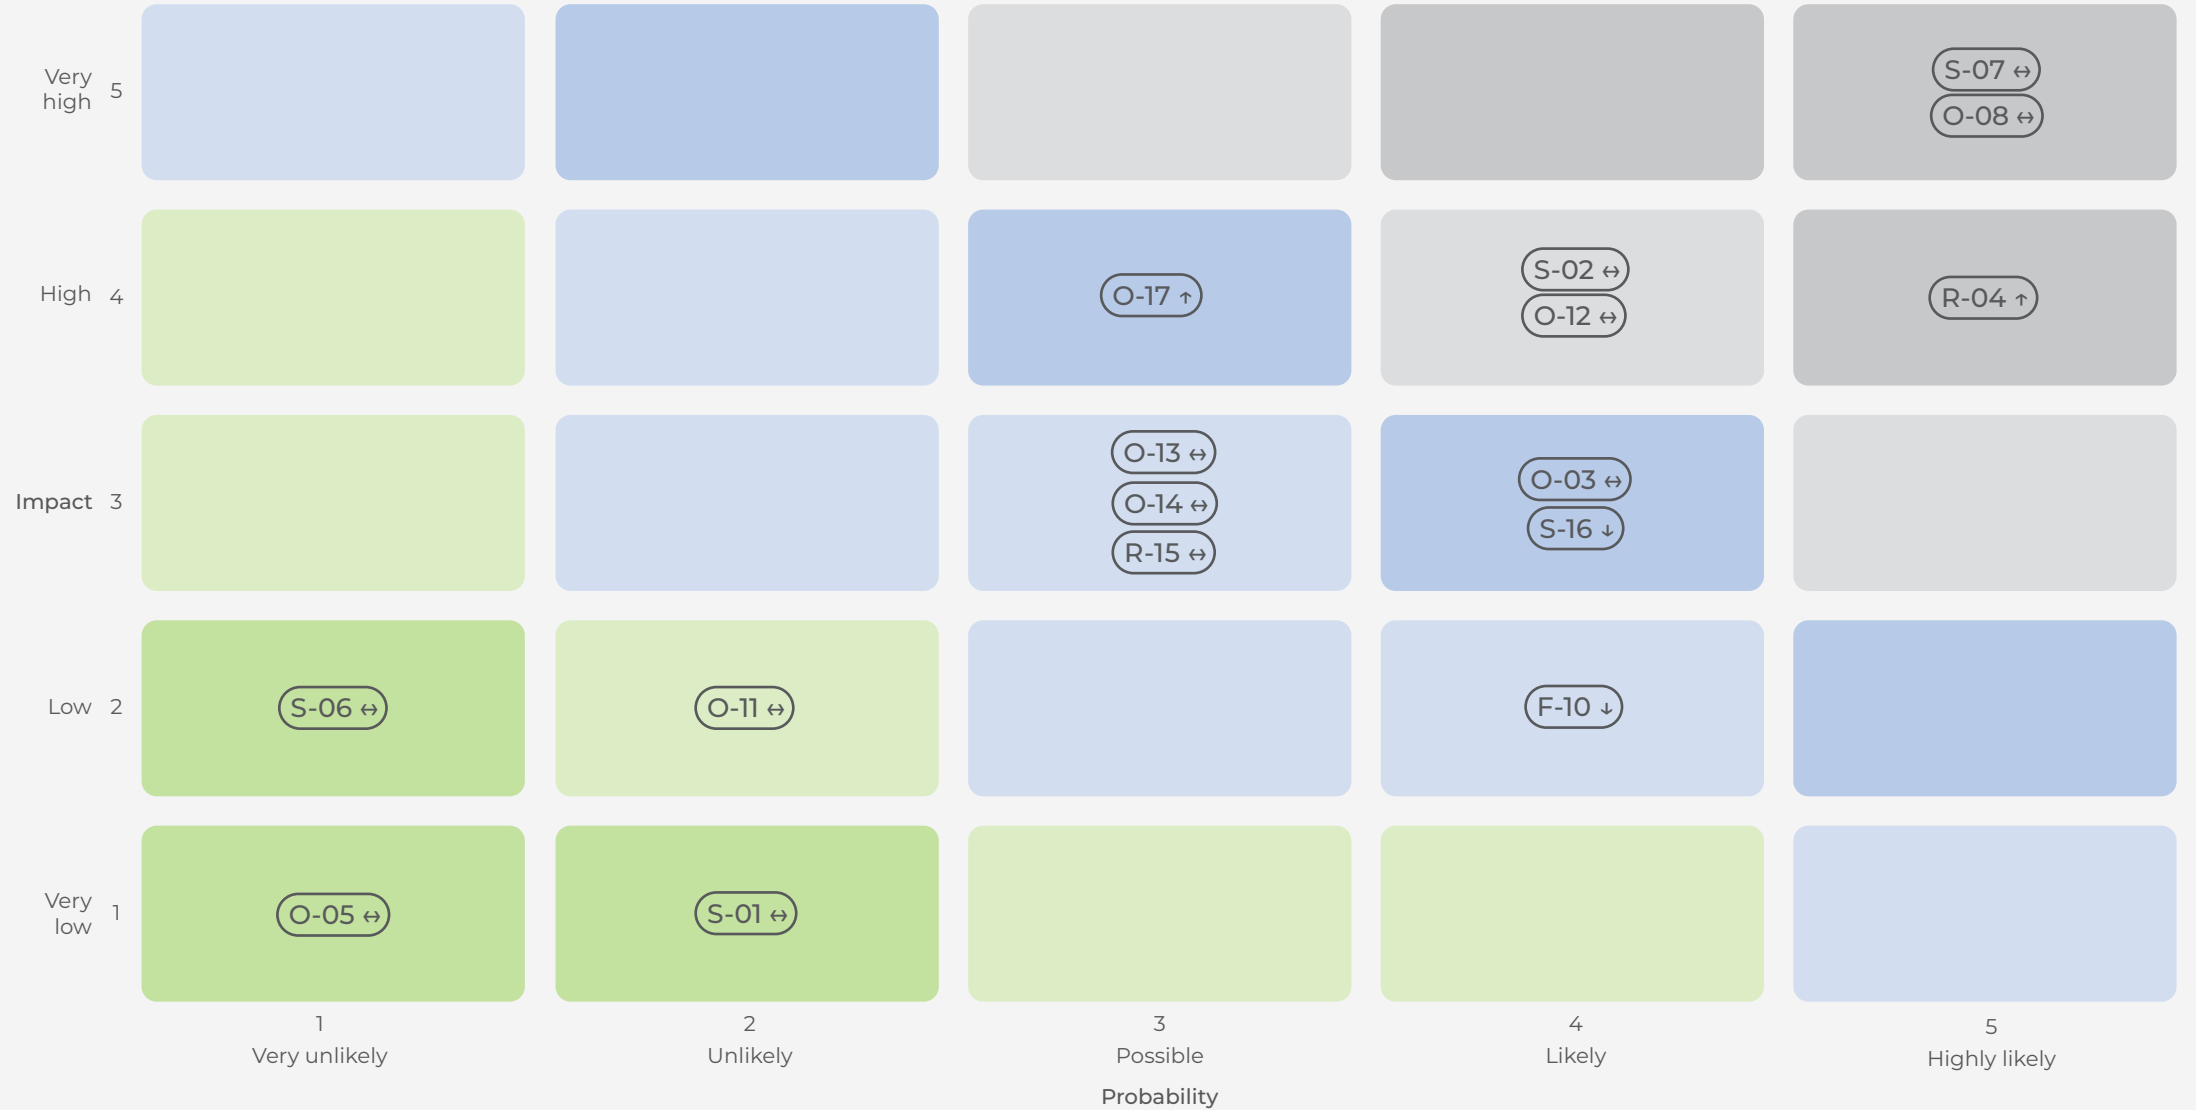 Very
high 5
S-07 ↔
O-08 ↔
High 4
O-17 ↑
S-02 ↔
O-12 ↔
R-04 ↑
Impact 3
O-13 ↔
O-14 ↔
R-15 ↔
O-03 ↔
S-16 ↓
Low 2
S-06 ↔
O-11 ↔
F-10 ↓
Very
low 1
O-05 ↔
S-01 ↔
1
Very unlikely
2
Unlikely
3
Possible
4
Likely
5
Highly likely
Probability